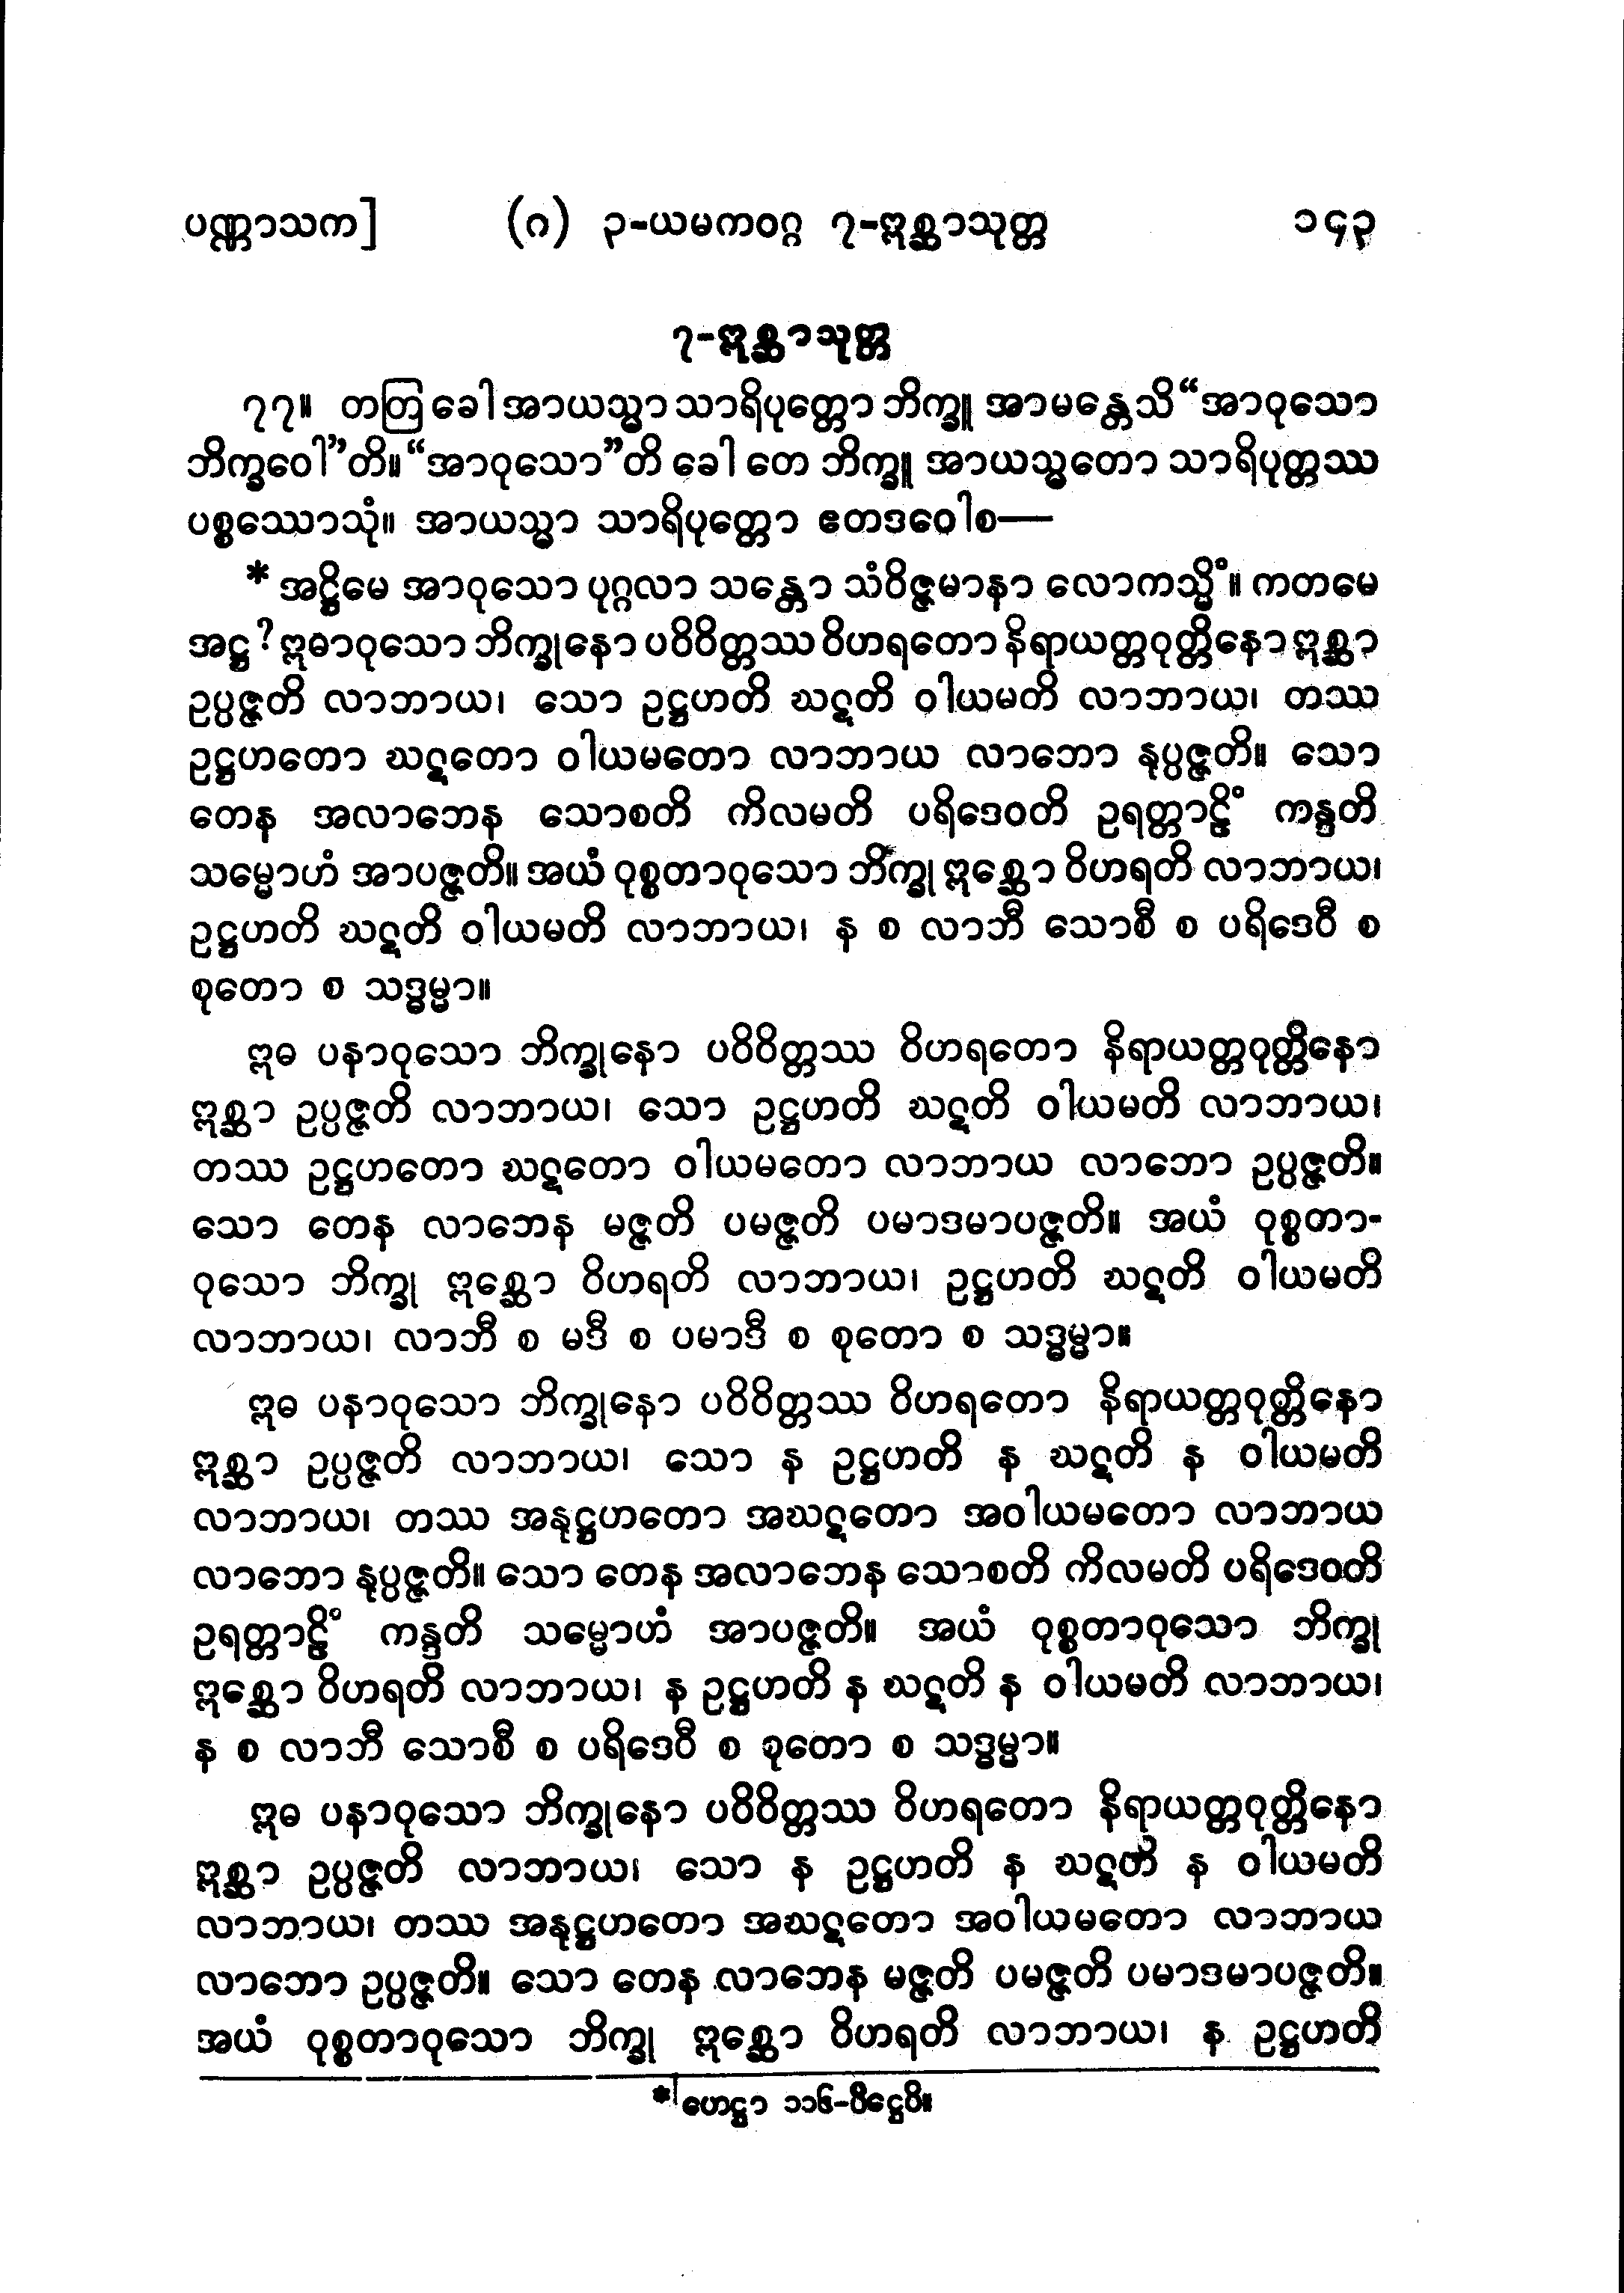 ပဏ္ဏာသက]	(ဂ) ၃-ယမကဝဂ္ဂ ၇-ဣစ္ဆာသုတ္တ	၁၄၃
၇-ဣစ္ဆာသုတ္တ
၇၇။ တတြ ခေါ အာယသ္မာ သာရိပုတ္တော ဘိက္ခူ အာမန္တေသိ “အာဝုသော
ဘိက္ခဝေါ”တိ။ “အာဝုသော”တိ ခေါ တေ ဘိက္ခူ အာယသ္မတော သာရိပုတ္တဿ
ပစ္စဿောသုံ။ အာယသ္မာ သာရိပုတ္တော ဧတဒဝေါစ—
* အဋ္ဌိမေ အာဝုသော ပုဂ္ဂလာ သန္တော သံဝိဇ္ဇမာနာ လောကသ္မိံ။ ကတမေ
အဋ္ဌ? ဣဓာဝုသော ဘိက္ခုနော ပဝိဝိတ္တဿ ဝိဟရတော နိရာယတ္တဝုတ္တိနော ဣစ္ဆာ
ဥပ္ပဇ္ဇတိ လာဘာယ၊ သော ဥဋ္ဌဟတိ ဃဋတိ ဝါယမတိ လာဘာယ၊ တဿ
ဥဋ္ဌဟတော ဃဋတော ဝါယမတော လာဘာယ လာဘော နုပ္ပဇ္ဇတိ။ သော
တေန အလာဘေန သောစတိ ကိလမတိ ပရိဒေဝတိ ဥရတ္တာဠိံ ကန္ဒတိ
သမ္မောဟံ အာပဇ္ဇတိ။ အယံ ဝုစ္စတာဝုသော ဘိက္ခု ဣစ္ဆော ဝိဟရတိ လာဘာယ၊
ဥဋ္ဌဟတိ ဃဋတိ ဝါယမတိ လာဘာယ၊ န စ လာဘီ သောစီ စ ပရိဒေဝီ စ
စုတော စ သဒ္ဓမ္မာ။
ဣဓ ပနာဝုသော ဘိက္ခုနော ပဝိဝိတ္တဿ ဝိဟရတော နိရာယတ္တဝုတ္တိနော
ဣစ္ဆာ ဥပ္ပဇ္ဇတိ လာဘာယ၊ သော ဥဋ္ဌဟတိ ဃဋတိ ဝါယမတိ လာဘာယ၊
တဿ ဥဋ္ဌဟတော ဃဋတော ဝါယမတော လာဘာယ လာဘော ဥပ္ပဇ္ဇတိ။
သော တေန လာဘေန မဇ္ဇတိ ပမဇ္ဇတိ ပမာဒမာပဇ္ဇတိ။ အယံ ဝုစ္စတာ-
ဝုသော ဘိက္ခု ဣစ္ဆော ဝိဟရတိ လာဘာယ၊ ဥဋ္ဌဟတိ ဃဋတိ ဝါယမတိ
လာဘာယ၊ လာဘီ စ မဒီ စ ပမာဒီ စ စုတော စ သဒ္ဓမ္မာ။
ဣဓ ပနာဝုသော ဘိက္ခုနော ပဝိဝိတ္တဿ ဝိဟရတော နိရာယတ္တဝုတ္တိနော
ဣစ္ဆာ ဥပ္ပဇ္ဇတိ လာဘာယ၊ သော န ဥဋ္ဌဟတိ န ဃဋတိ န ဝါယမတိ
လာဘာယ၊ တဿ အနုဋ္ဌဟတော အဃဋတော အဝါယမတော လာဘာယ
လာဘော နုပ္ပဇ္ဇတိ။ သော တေန အလာဘေန သောစတိ ကိလမတိ ပရိဒေဝတိ
ဥရတ္တာဠိံ ကန္ဒတိ သမ္မောဟံ အာပဇ္ဇတိ။ အယံ ဝုစ္စတာဝုသော ဘိက္ခု
ဣစ္ဆော ဝိဟရတိ လာဘာယ၊ န ဥဋ္ဌဟတိ န ဃဋတိ န ဝါယမတိ လာဘာယ၊
န စ လာဘီ သောစီ စ ပရိဒေဝီ စ စုတော စ သဒ္ဓမ္မာ။
ဣဓ ပနာဝုသော ဘိက္ခုနော ပဝိဝိတ္တဿ ဝိဟရတော နိရာယတ္တဝုတ္တိနော
ဣစ္ဆာ ဥပ္ပဇ္ဇတိ လာဘာယ၊ သော န ဥဋ္ဌဟတိ န ဃဋတိ န ဝါယမတိ
လာဘာယ၊ တဿ အနုဋ္ဌဟတော အဃဋတော အဝါယမတော လာဘာယ
လာဘော ဥပ္ပဇ္ဇတိ။ သော တေန လာဘေန မဇ္ဇတိ ပမဇ္ဇတိ ပမာဒမာပဇ္ဇတိ။
အယံ ဝုစ္စတာဝုသော ဘိက္ခု ဣစ္ဆော ဝိဟရတိ လာဘာယ၊ န ဥဋ္ဌဟတိ
* ဟေဋ္ဌာ ၁၁၆-ပိဋ္ဌေပိ။